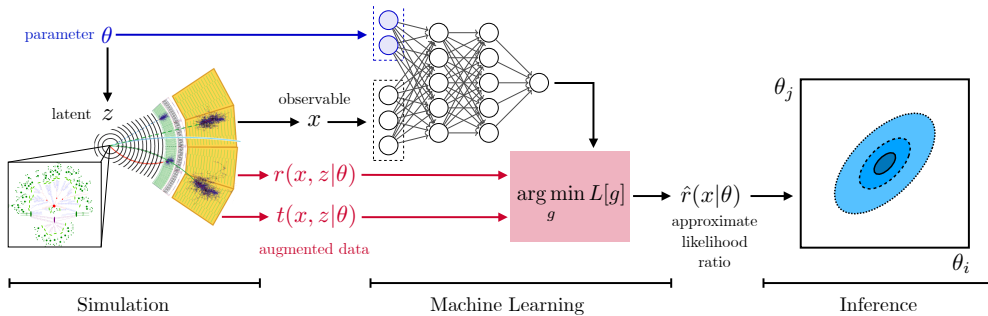 parameter θ
latent z
observable
x
r(x, z|θ)
t(x, z|θ)
augmented data
arg min L[g]
g
r̂(x|θ)
approximate
likelihood
ratio
θj
θi
Simulation
Machine Learning
Inference